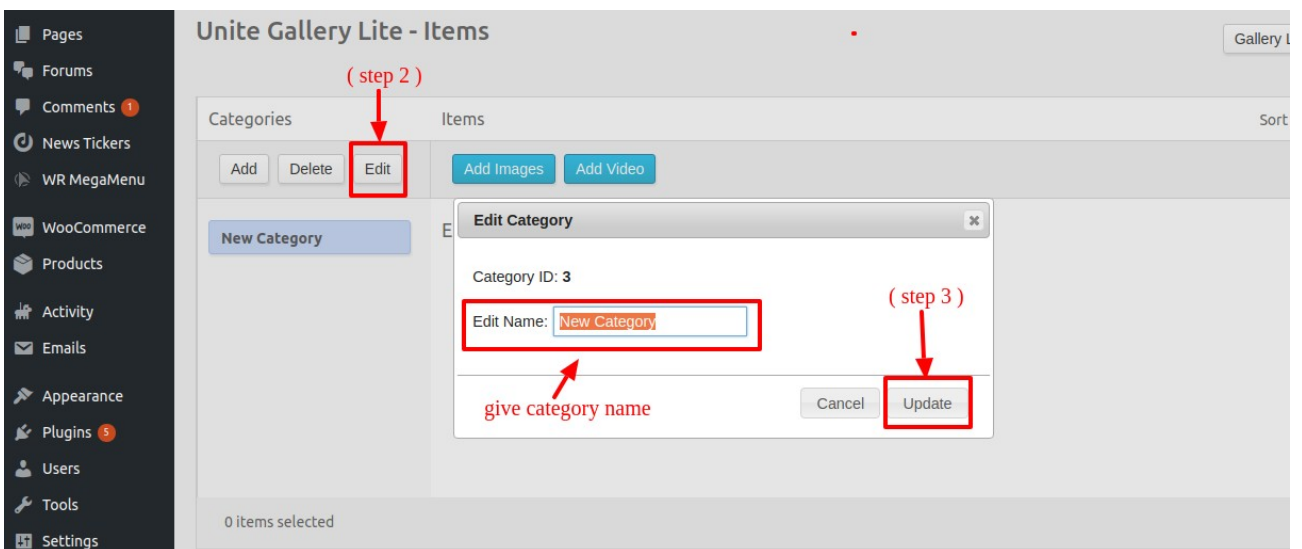 Unite Gallery Lite - Items
Gallery L
Pages
Forums
Comments 1
News Tickers
WR MegaMenu
WOO WooCommerce
Products
Activity
Emails
Appearance
Plugins 5
Users
Tools
Settings
( step 2 )
Categories
Items
Sort
Add Delete Edit
Add Images Add Video
New Category
E
Edit Category
Category ID: 3
Edit Name: New Category
( step 3 )
give category name
Cancel Update
0 items selected